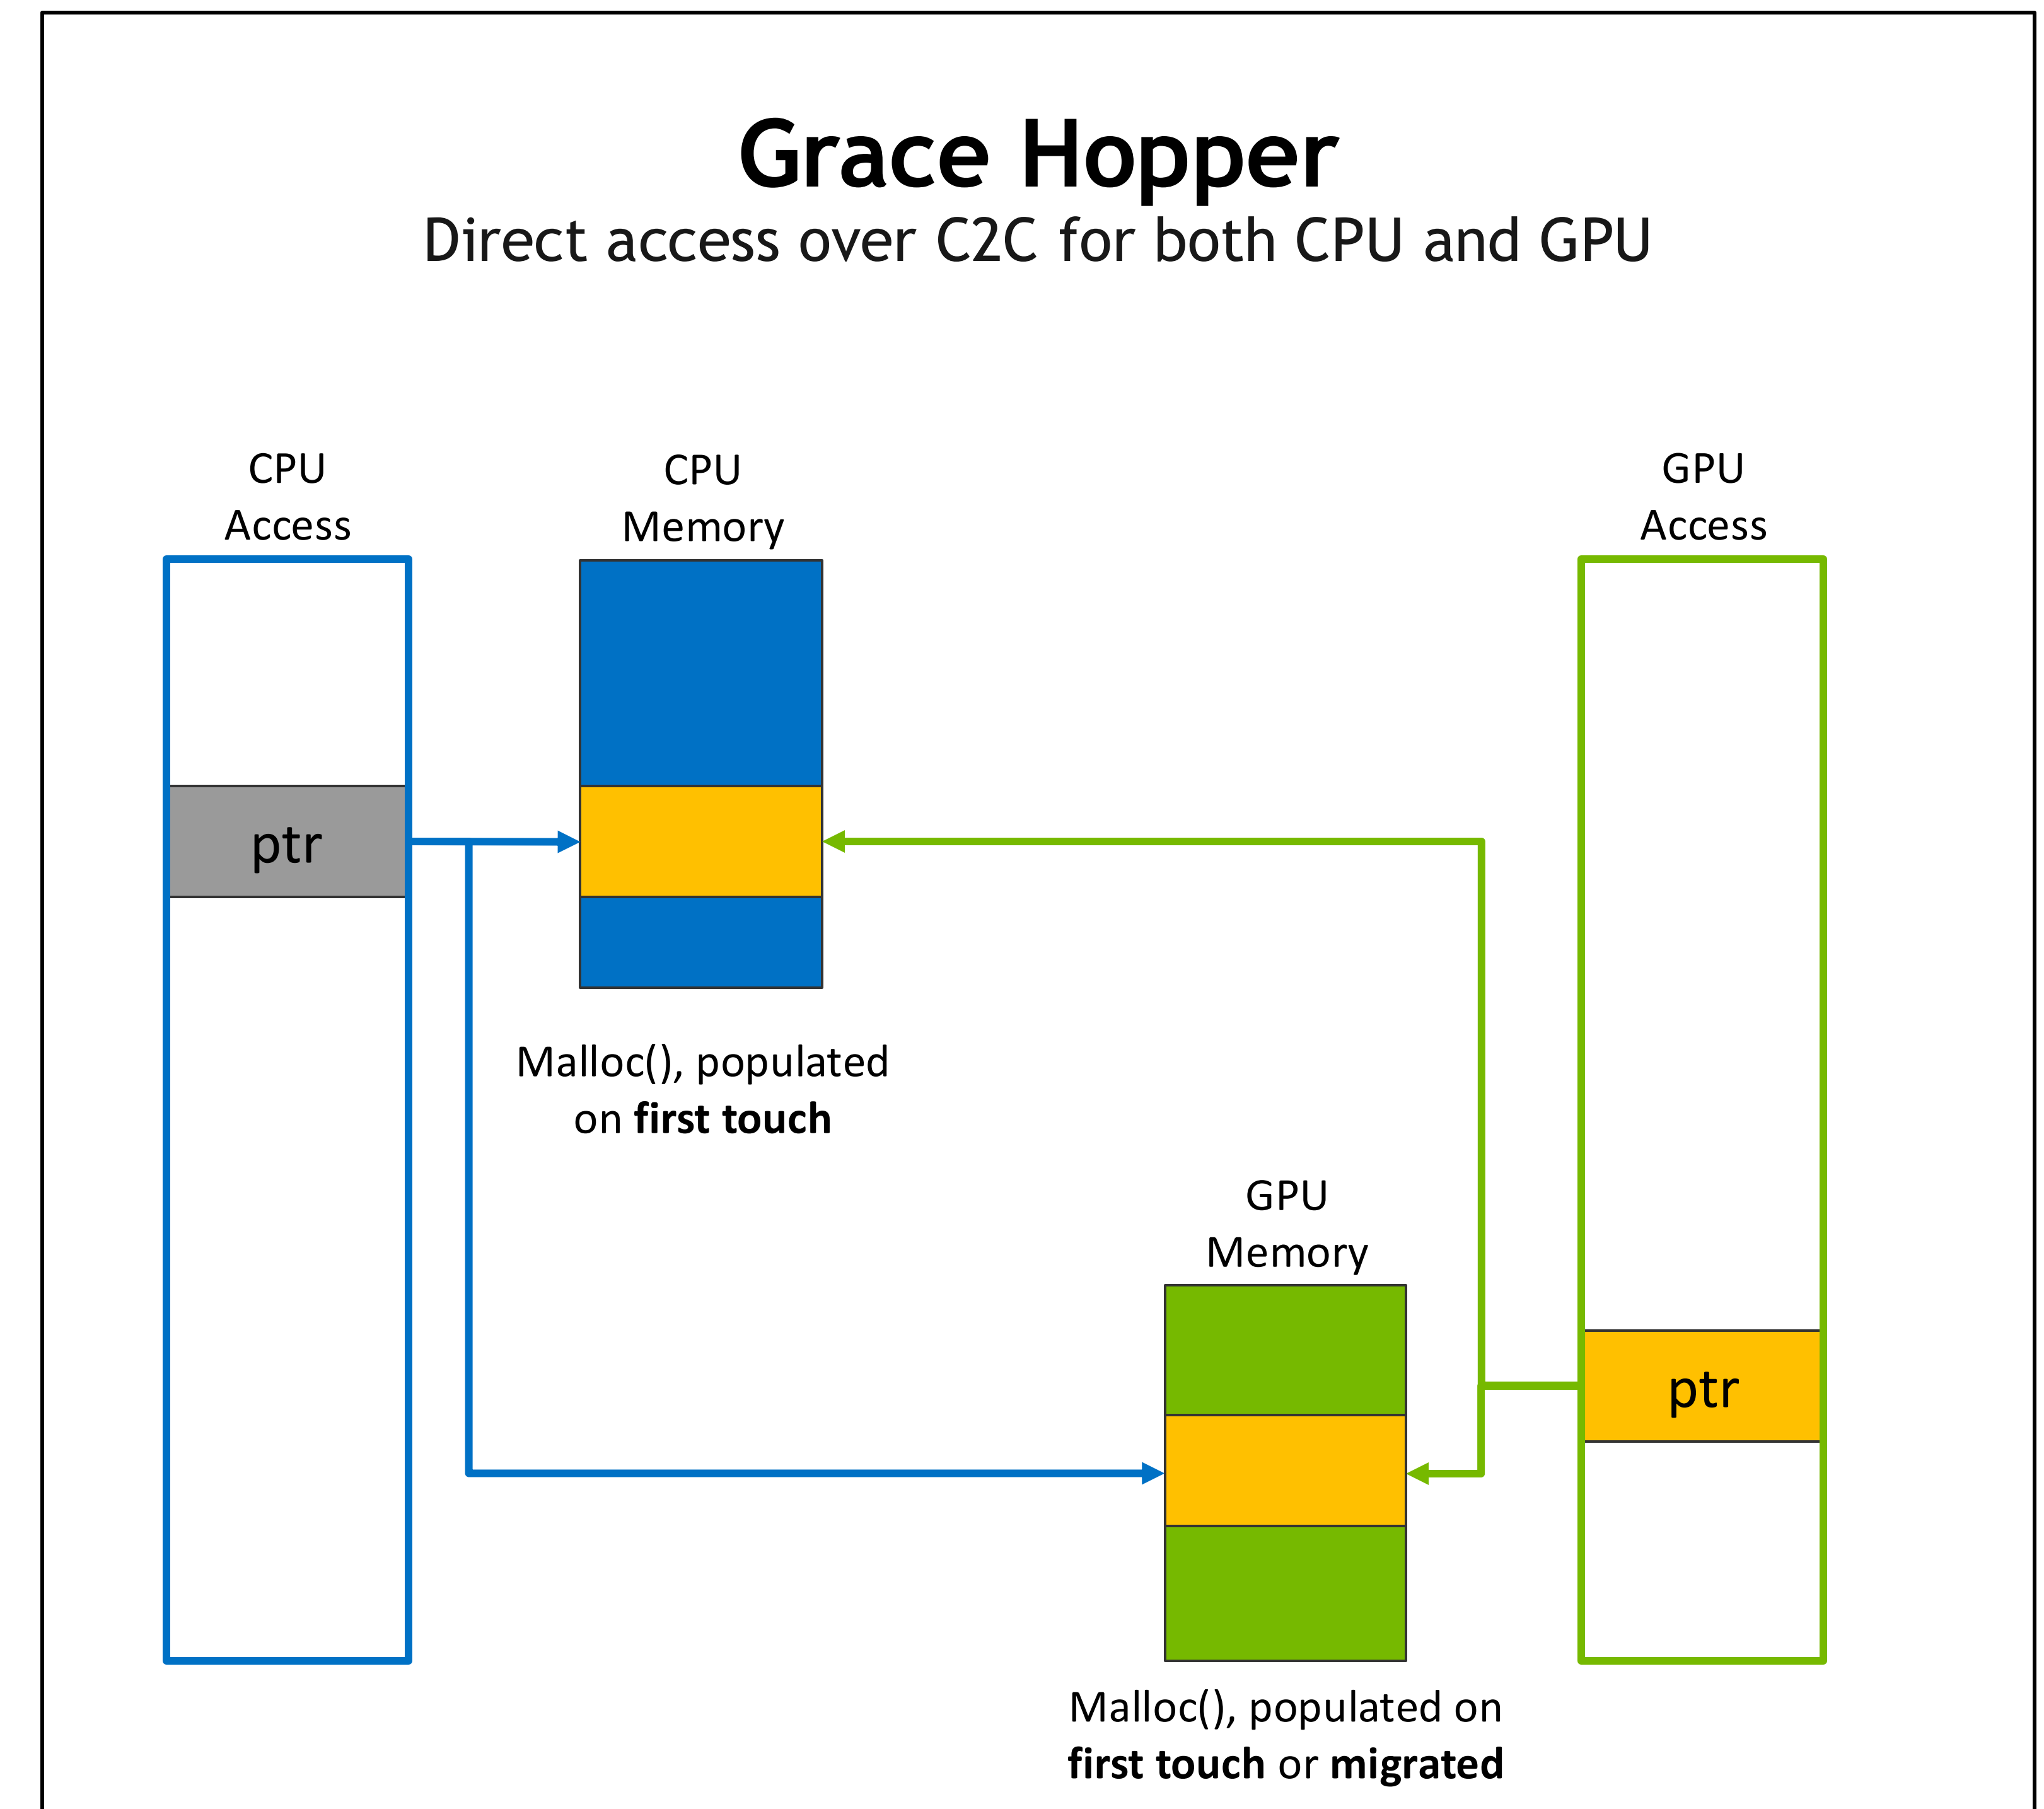 Grace Hopper
Direct access over C2C for both CPU and GPU
CPU
Access
CPU
Memory
GPU
Access
ptr
Malloc(), populated
on first touch
GPU
Memory
ptr
Malloc(), populated on
first touch or migrated